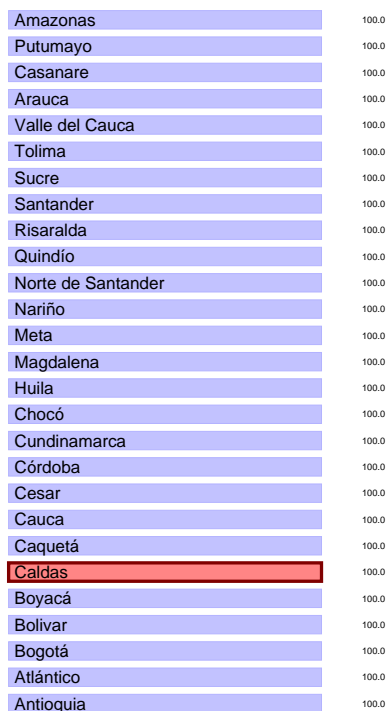 Amazonas 100.0
Putumayo 100.0
Casanare 100.0
Arauca 100.0
Valle del Cauca 100.0
Tolima 100.0
Sucre 100.0
Santander 100.0
Risaralda 100.0
Quindío 100.0
Norte de Santander 100.0
Nariño 100.0
Meta 100.0
Magdalena 100.0
Huila 100.0
Chocó 100.0
Cundinamarca 100.0
Córdoba 100.0
Cesar 100.0
Cauca 100.0
Caquetá 100.0
Caldas 100.0
Boyacá 100.0
Bolivar 100.0
Bogotá 100.0
Atlántico 100.0
Antioquia 100.0